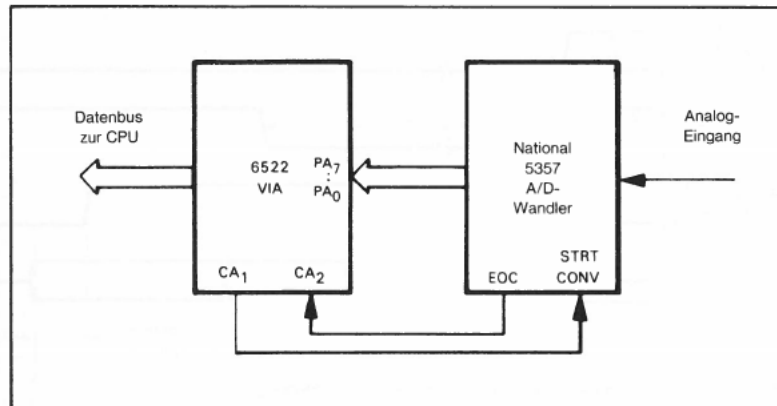 Datenbus
zur CPU
6522
VIA
PA7
:
PA0
CA1
CA2
National
5357
A/D-
Wandler
STRT
EOC
CONV
Analog-
Eingang